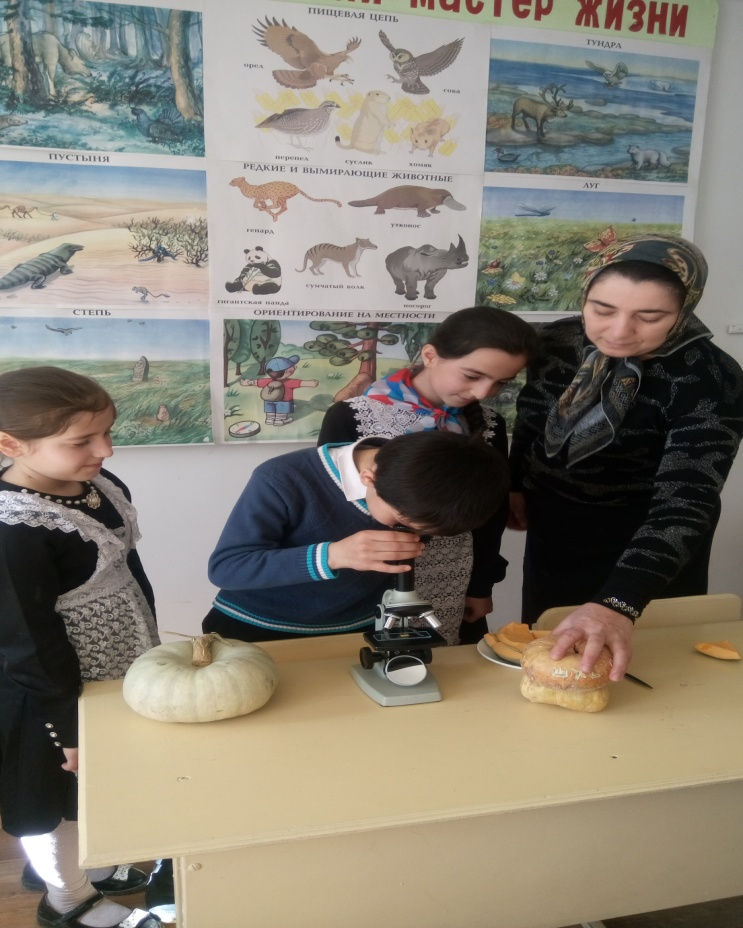 мастер жизни
ПИЩЕВАЯ ЦЕПЬ
орел
сова
перепел
суслик
хомяк
ТУНДРА
ПУСТЫНЯ
РЕДКИЕ И ВЫМИРАЮЩИЕ ЖИВОТНЫЕ
гепард
утконос
сумчатый волк
гигантская панда
носорог
ЛУГ
СТЕПЬ
ОРИЕНТИРОВАНИЕ НА МЕСТНОСТИ